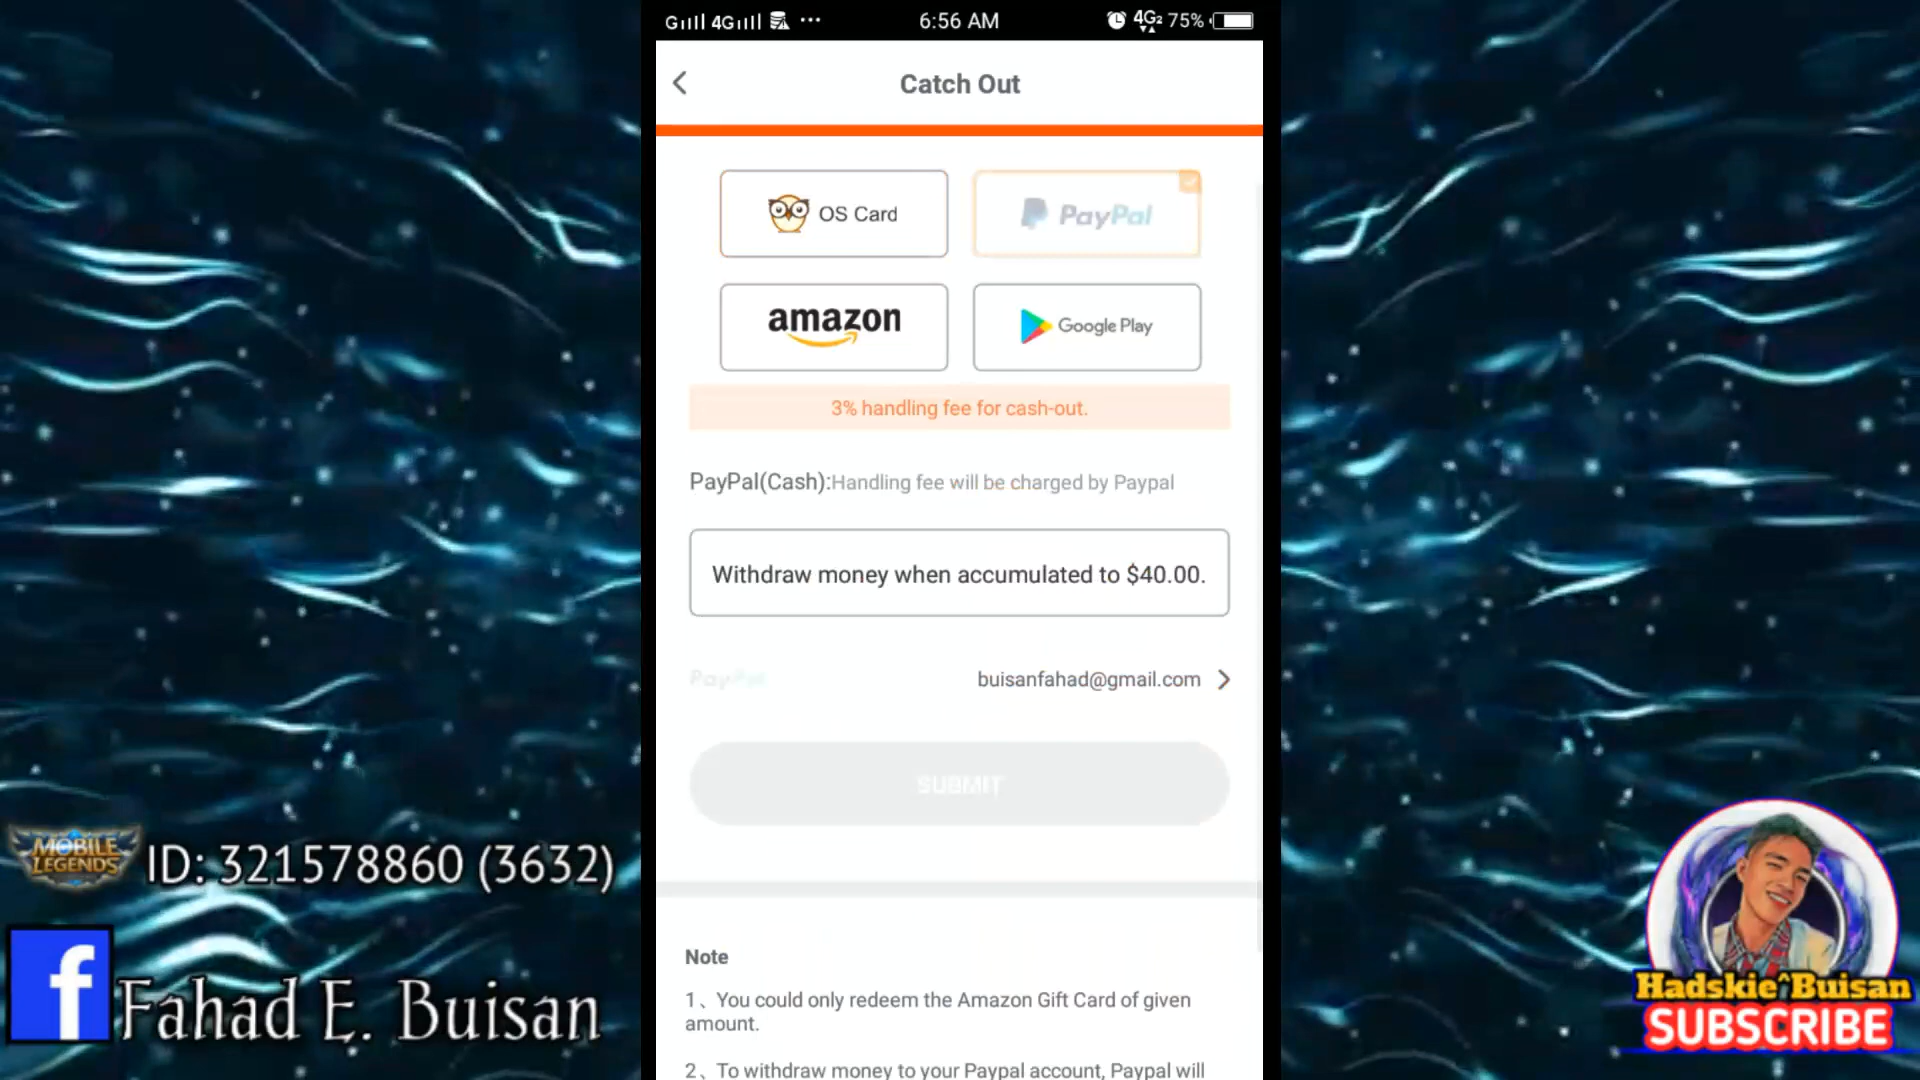 4G
6:56 AM
4G2 75%
Catch Out
OS Card
PayPal
amazon
Google Play
3% handling fee for cash-out.
PayPal(Cash):Handling fee will be charged by Paypal
Withdraw money when accumulated to $40.00.
PayPal
buisanfahad@gmail.com
SUBMIT
Note
1、You could only redeem the Amazon Gift Card of given
amount.
2、To withdraw money to your Paypal account, Paypal will
MOBILE
LEGENDS
ID: 321578860 (3632)
f
Fahad E. Buisan
Hadskie^Buisan
SUBSCRIBE